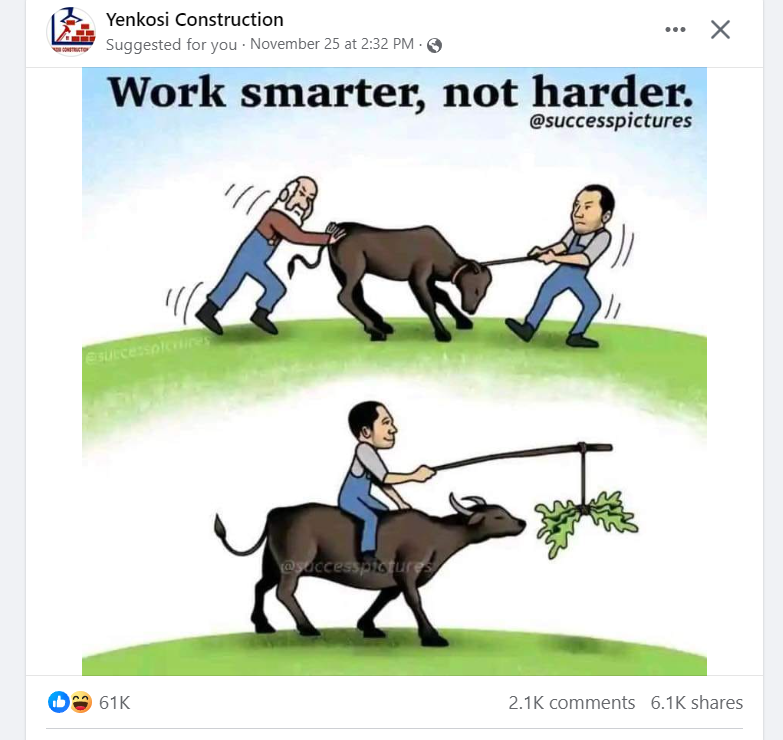 Yenkosi Construction
Suggested for you · November 25 at 2:32 PM ·
Work smarter, not harder.
@successpictures
@successpictures
@successpictures
61K 2.1K comments 6.1K shares